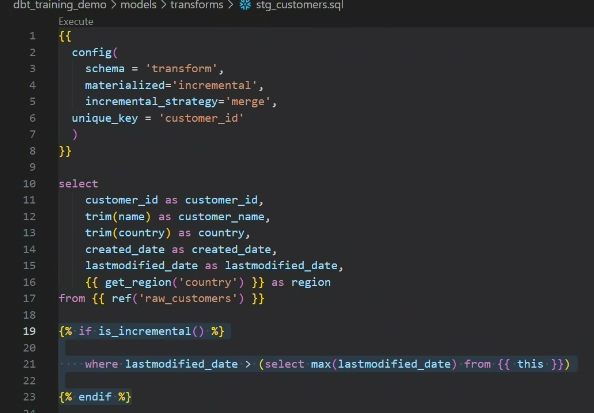 dbt_training_demo > models > transforms > stg_customers.sql
Execute
1 {{
2 config(
3 schema = 'transform',
4 materialized='incremental',
5 incremental_strategy='merge',
6 unique_key = 'customer_id'
7 )
8 }}
9
10 select
11 customer_id as customer_id,
12 trim(name) as customer_name,
13 trim(country) as country,
14 created_date as created_date,
15 lastmodified_date as lastmodified_date,
16 {{ get_region('country') }} as region
17 from {{ ref('raw_customers') }}
18
19 {% if is_incremental() %}
20
21 ····where lastmodified_date > (select max(lastmodified_date) from {{ this }})
22
23 {% endif %}
24